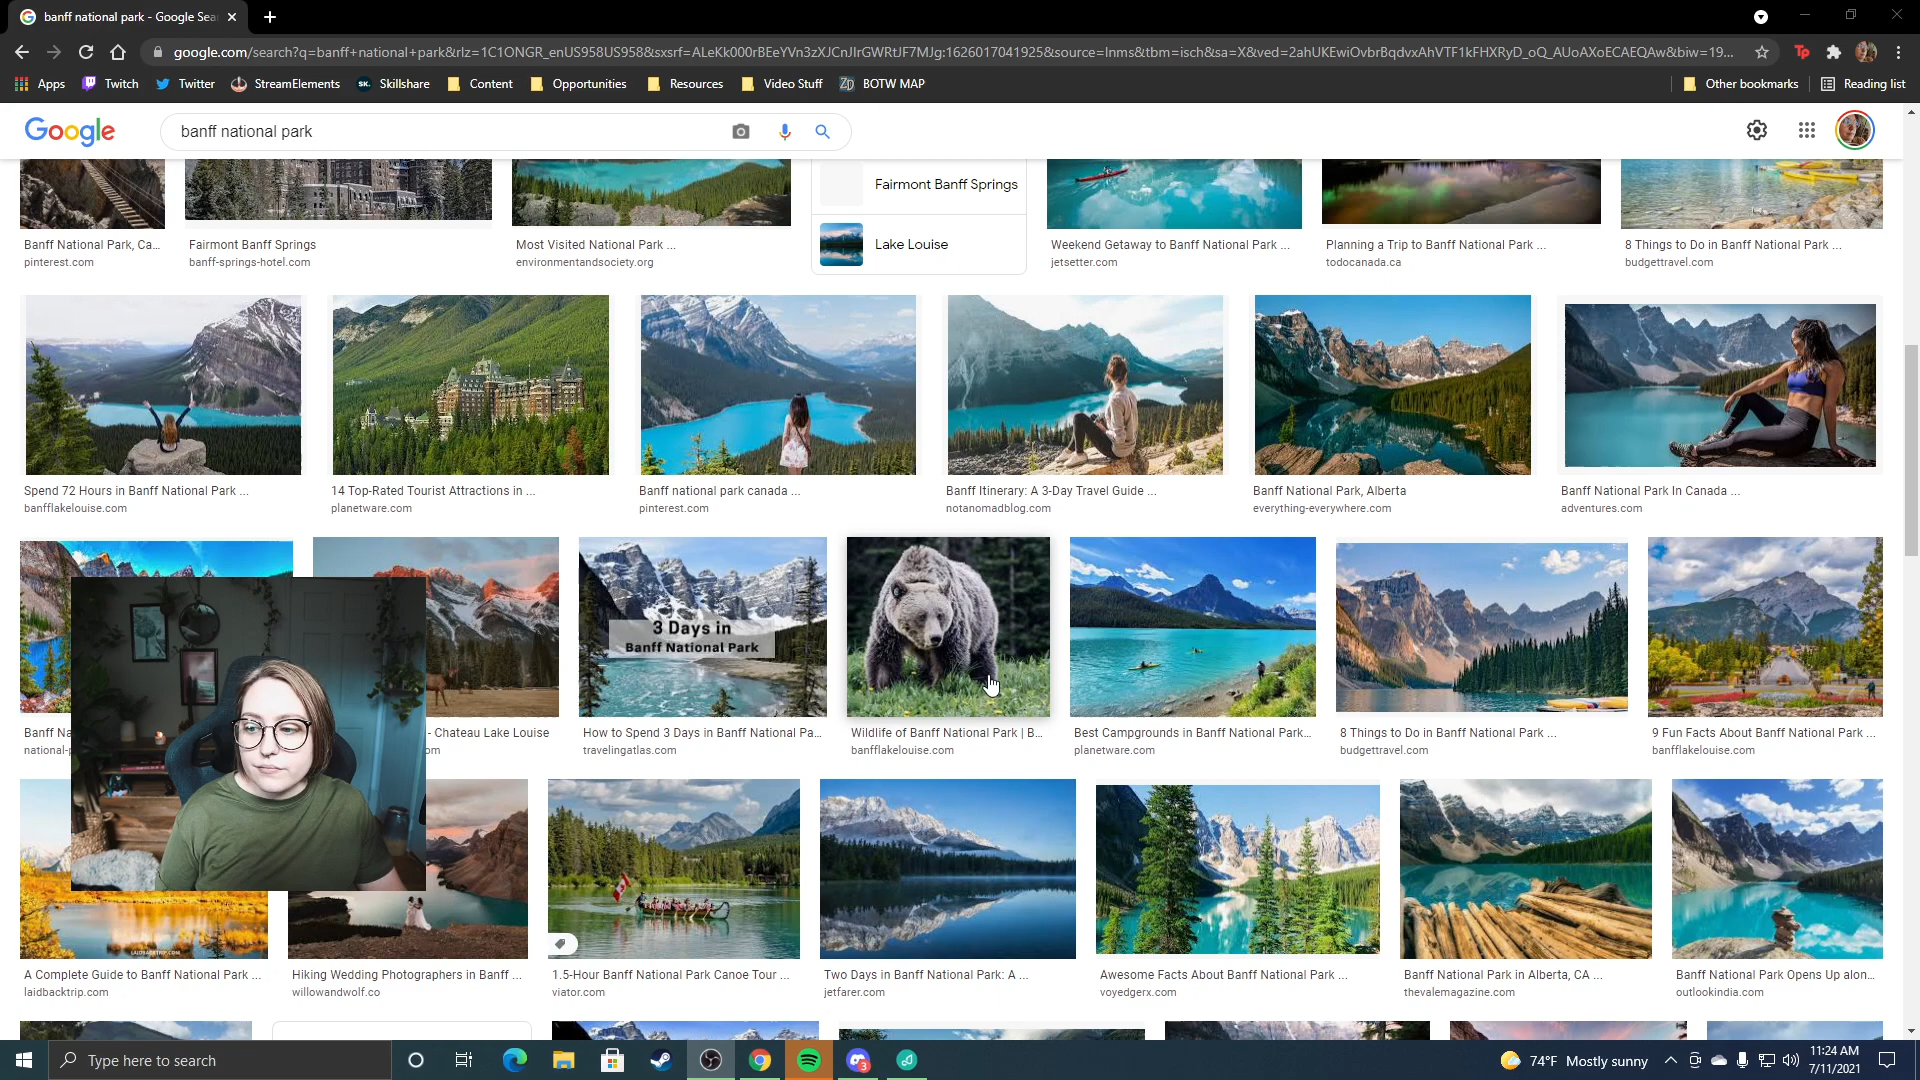 banff national park - Google Sea
google.com/search?q=banff+national+park&rlz=1C1ONGR_enUS958US958&sxsrf=ALeKk000rBEeYVn3zXJCnJIrGWRtJF7MJg:1626017041925&source=lnms&tbm=isch&sa=X&ved=2ahUKEwiOvbrBqdvxAhVTF1kFHXRyD_oQ_AUoAXoECAEQAw&biw=19...
Apps Twitch Twitter StreamElements sk. Skillshare Content Opportunities Resources Video Stuff ZD BOTW MAP Other bookmarks Reading list
Google banff national park
Fairmont Banff Springs
Lake Louise
Banff National Park, Ca... Fairmont Banff Springs Most Visited National Park ... Weekend Getaway to Banff National Park ... Planning a Trip to Banff National Park ... 8 Things to Do in Banff National Park ...
pinterest.com banff-springs-hotel.com environmentandsociety.org jetsetter.com todocanada.ca budgettravel.com
Spend 72 Hours in Banff National Park ... 14 Top-Rated Tourist Attractions in ... Banff national park canada ... Banff Itinerary: A 3-Day Travel Guide ... Banff National Park, Alberta Banff National Park In Canada ...
banfflakelouise.com planetware.com pinterest.com notanomadblog.com everything-everywhere.com adventures.com
3 Days in
Banff National Park
Banff Na - Chateau Lake Louise How to Spend 3 Days in Banff National Pa... Wildlife of Banff National Park | B... Best Campgrounds in Banff National Park... 8 Things to Do in Banff National Park ... 9 Fun Facts About Banff National Park ...
national-p om travelingatlas.com banfflakelouise.com planetware.com budgettravel.com banfflakelouise.com
LAIDBACKTRIP.COM
A Complete Guide to Banff National Park ... Hiking Wedding Photographers in Banff ... 1.5-Hour Banff National Park Canoe Tour ... Two Days in Banff National Park: A ... Awesome Facts About Banff National Park ... Banff National Park in Alberta, CA ... Banff National Park Opens Up alon...
laidbacktrip.com willowandwolf.co viator.com jetfarer.com voyedgerx.com thevalemagazine.com outlookindia.com
Type here to search 3 74°F Mostly sunny 11:24 AM
7/11/2021